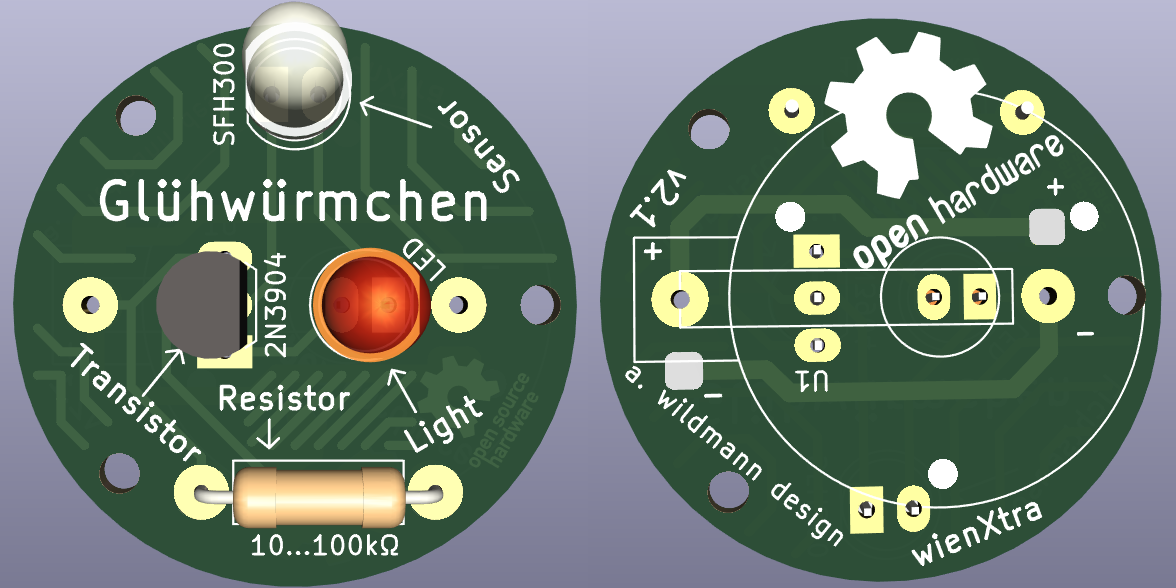 SFH300
Sensor
Glühwürmchen
LED
2N3904
Transistor
Resistor
Light
open source
hardware
10...100kΩ
v2.1
open hardware
+
+
-
U1
-
a. wildmann design
wienXtra